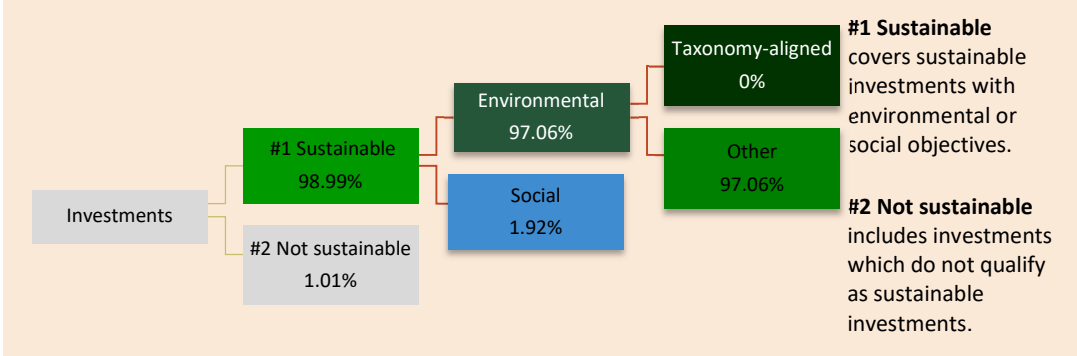 Investments
#1 Sustainable
98.99%
#2 Not sustainable
1.01%
Environmental
97.06%
Social
1.92%
Taxonomy-aligned
0%
Other
97.06%
#1 Sustainable
covers sustainable
investments with
environmental or
social objectives.
#2 Not sustainable
includes investments
which do not qualify
as sustainable
investments.